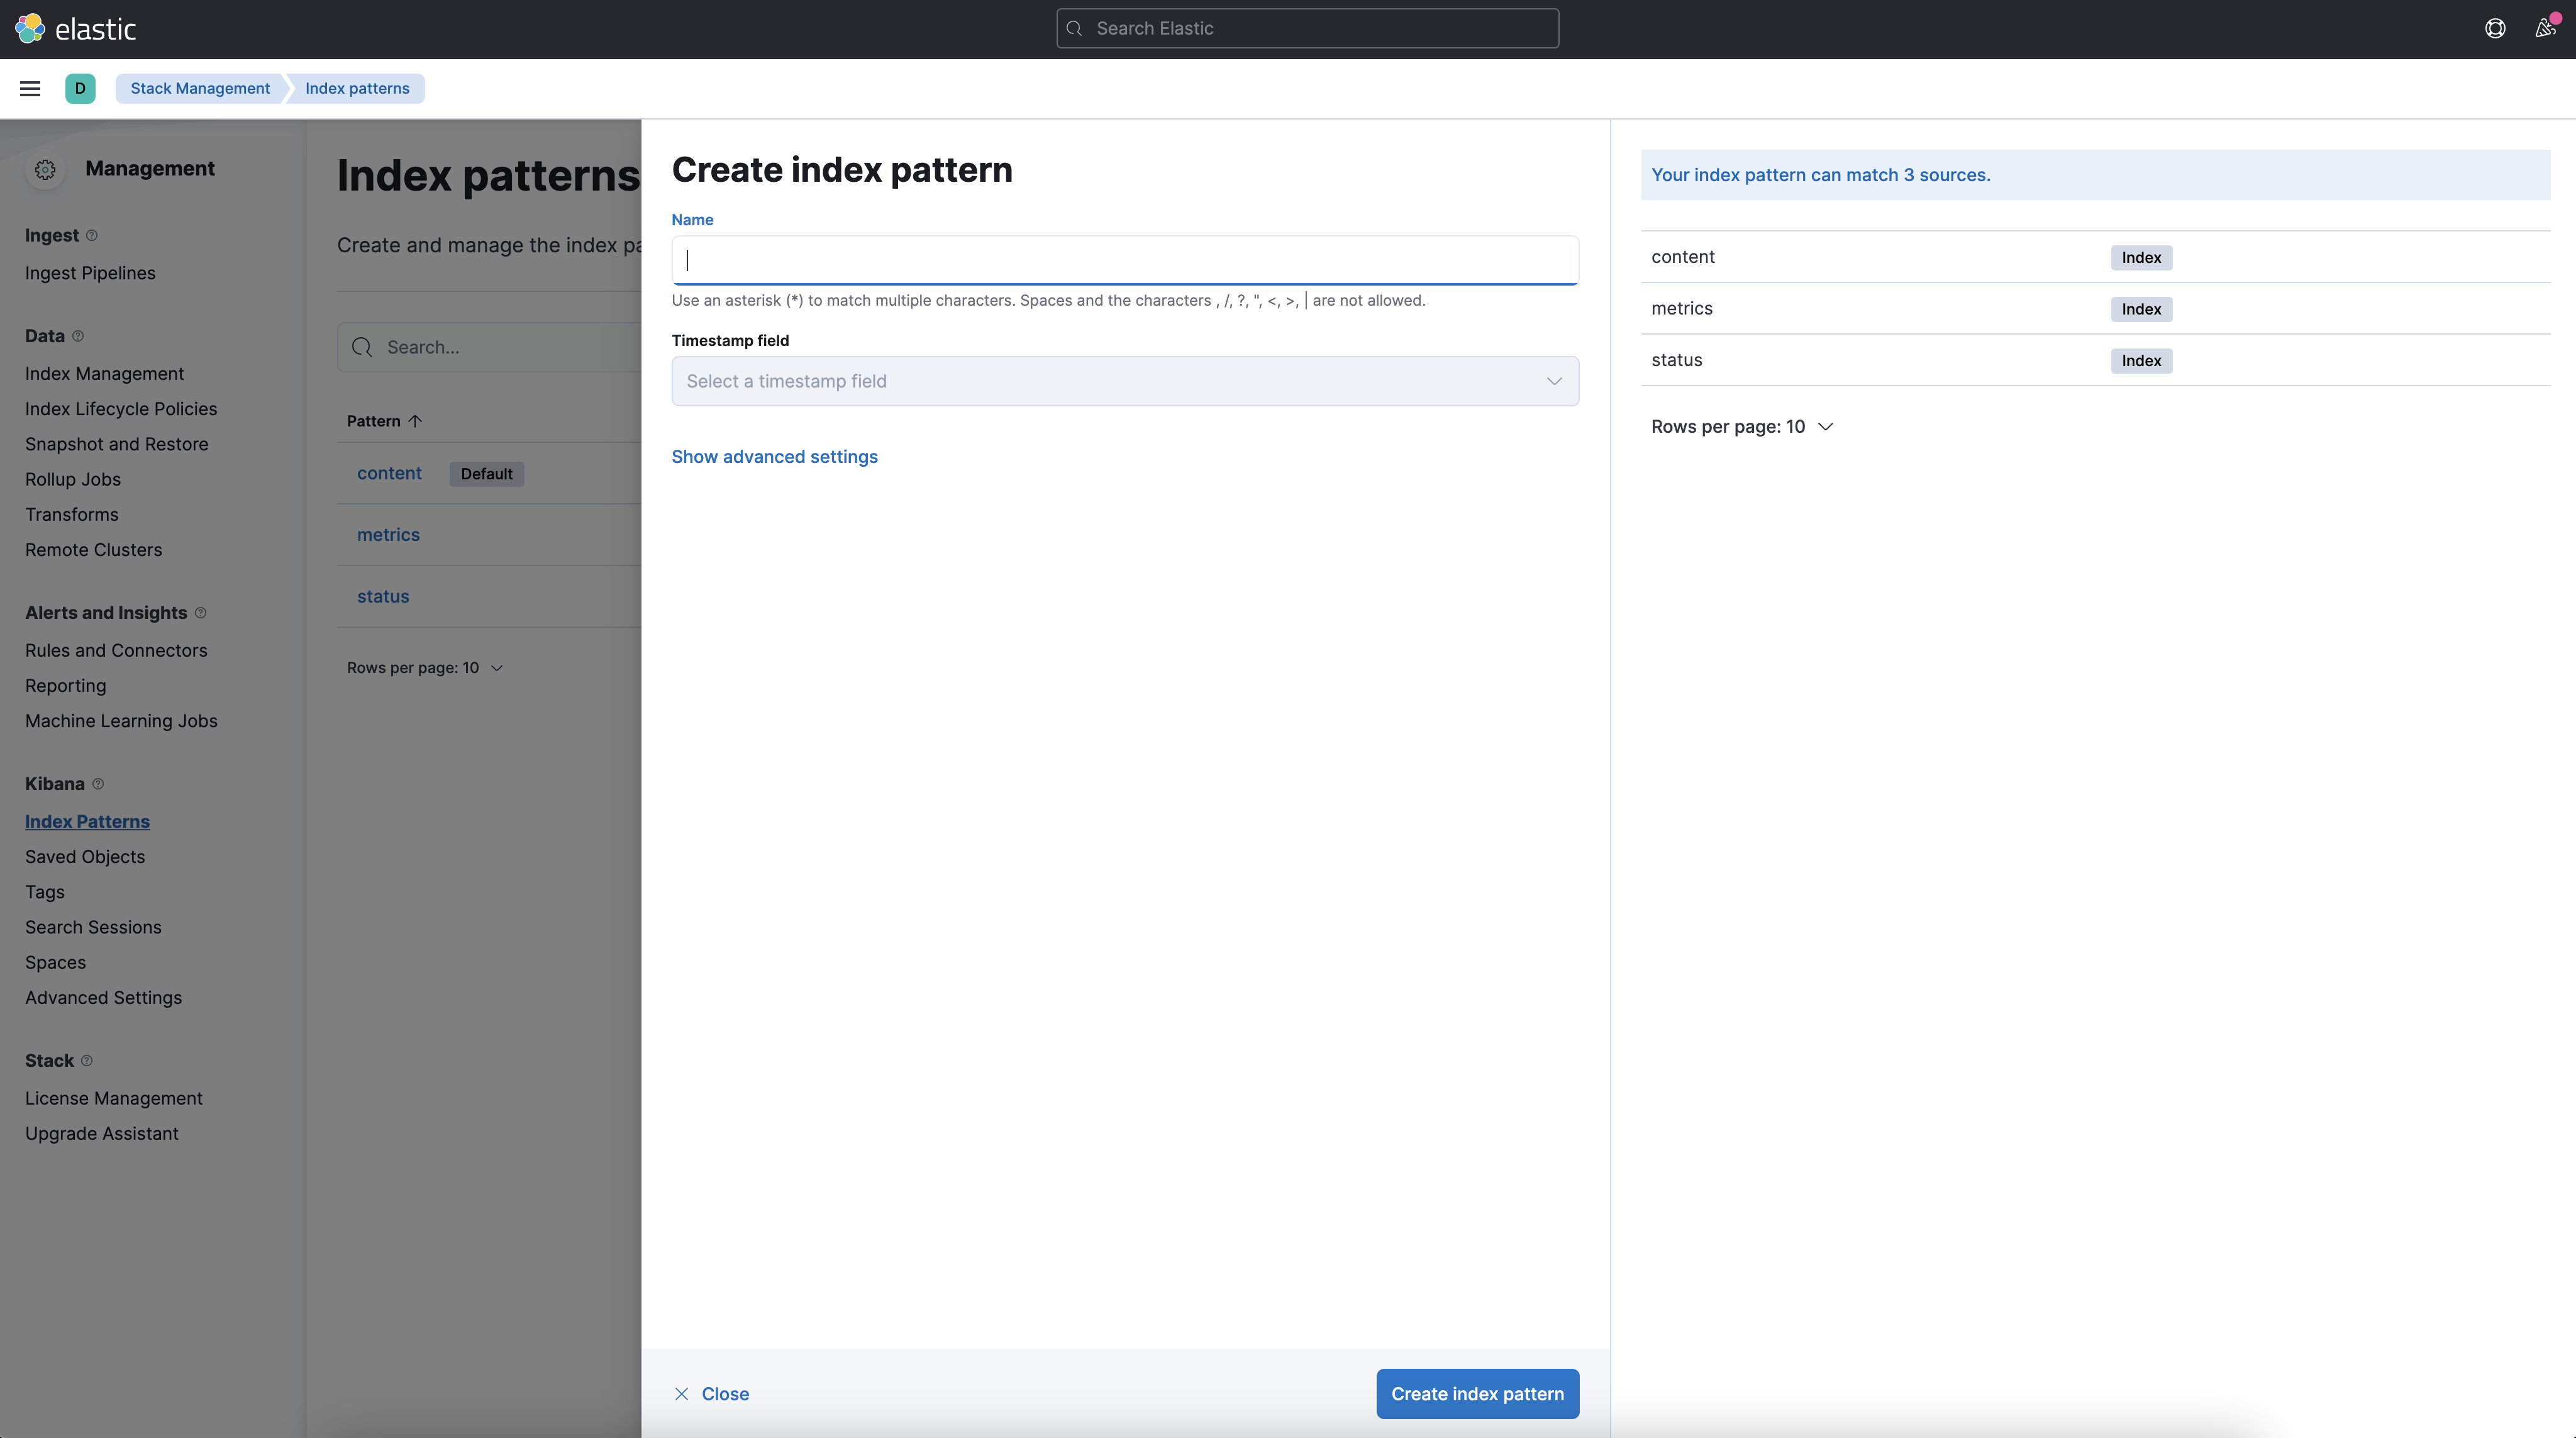 elastic
Search Elastic
D
Stack Management
Index patterns
Management
Ingest
Ingest Pipelines
Data
Index Management
Index Lifecycle Policies
Snapshot and Restore
Rollup Jobs
Transforms
Remote Clusters
Alerts and Insights
Rules and Connectors
Reporting
Machine Learning Jobs
Kibana
Index Patterns
Saved Objects
Tags
Search Sessions
Spaces
Advanced Settings
Stack
License Management
Upgrade Assistant
Index patterns
Create and manage the index pa
Search...
Pattern
content Default
metrics
status
Rows per page: 10
Create index pattern
Name
Use an asterisk (*) to match multiple characters. Spaces and the characters , /, ?, ", <, >, | are not allowed.
Timestamp field
Select a timestamp field
Show advanced settings
Close
Create index pattern
Your index pattern can match 3 sources.
content Index
metrics Index
status Index
Rows per page: 10